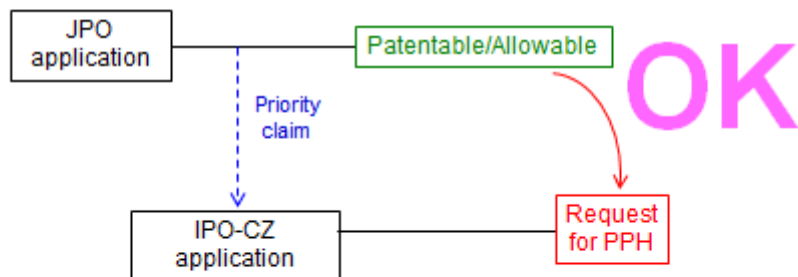 JPO
application
Patentable/Allowable
OK
Priority
claim
IPO-CZ
application
Request
for PPH